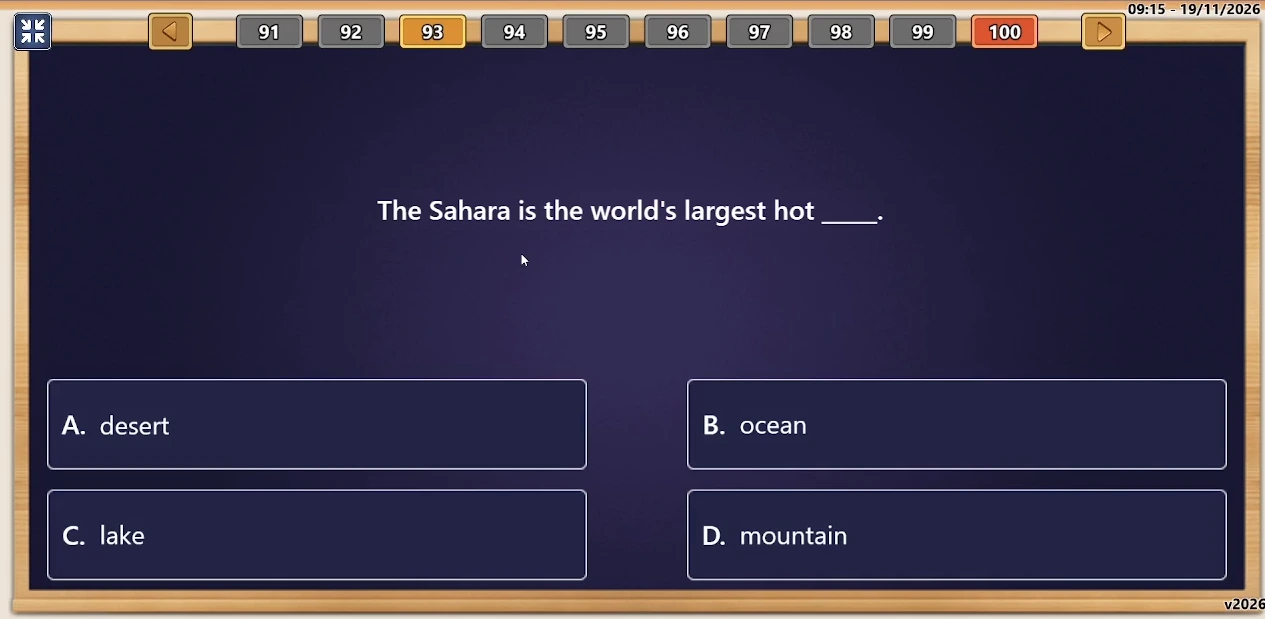 09:15 - 19/11/2026
91 92 93 94 95 96 97 98 99 100
The Sahara is the world's largest hot _____.
A. desert
B. ocean
C. lake
D. mountain
v2026